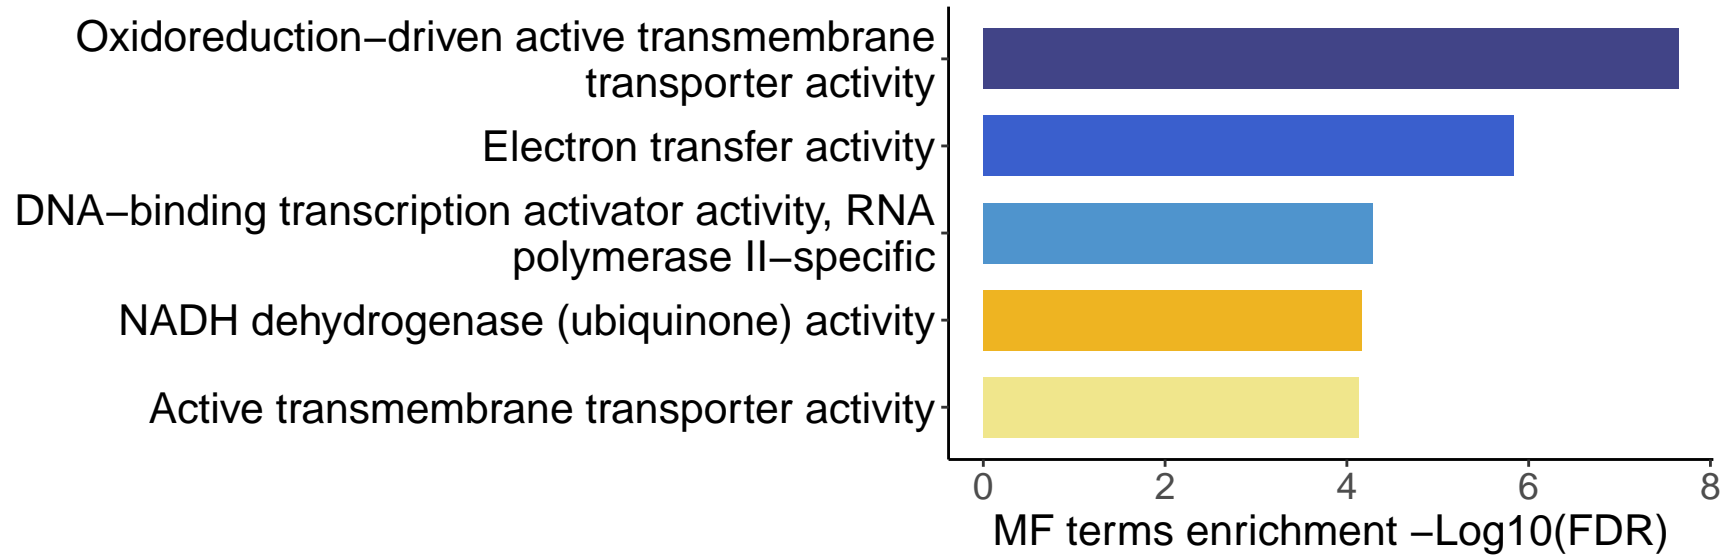 Oxidoreduction−driven active transmembrane
transporter activity
Electron transfer activity
DNA−binding transcription activator activity, RNA
polymerase II−specific
NADH dehydrogenase (ubiquinone) activity
Active transmembrane transporter activity
0 2 4 6 8
MF terms enrichment −Log10(FDR)